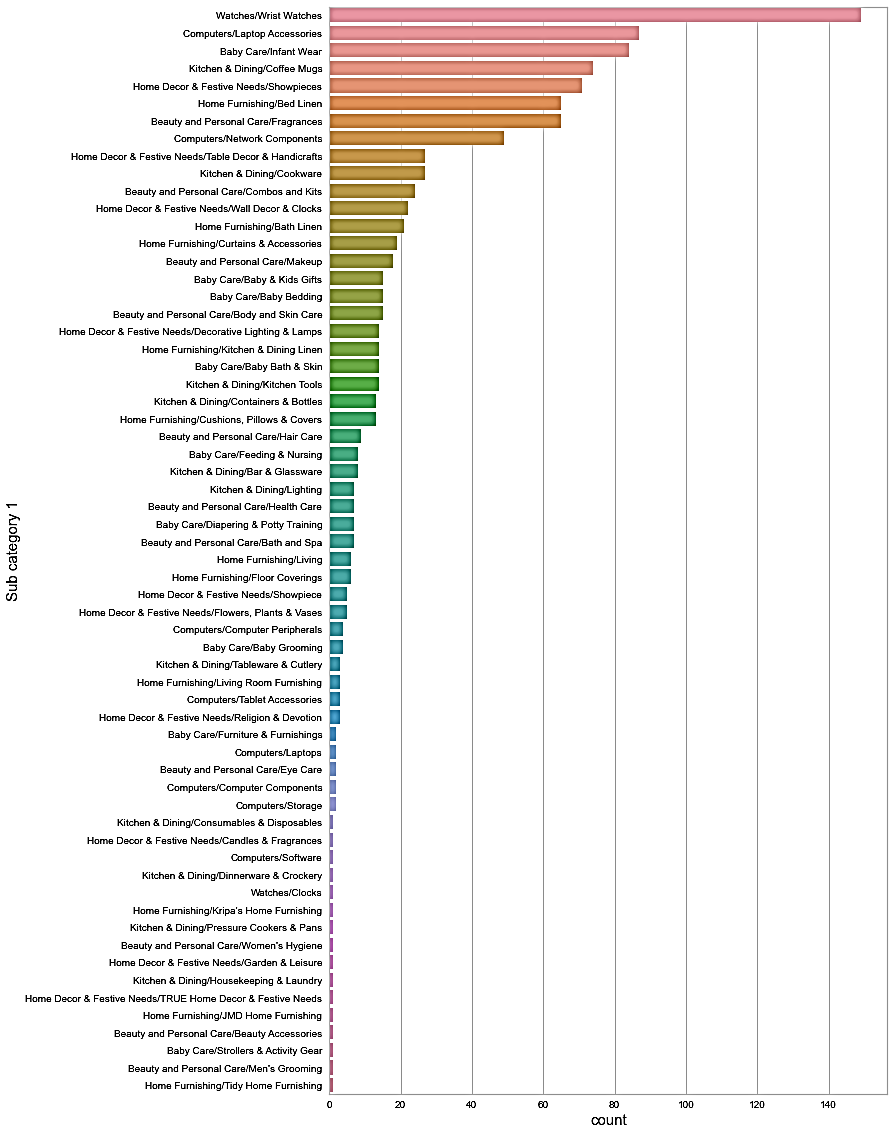 Watches/Wrist Watches
Computers/Laptop Accessories
Baby Care/Infant Wear
Kitchen & Dining/Coffee Mugs
Home Decor & Festive Needs/Showpieces
Home Furnishing/Bed Linen
Beauty and Personal Care/Fragrances
Computers/Network Components
Home Decor & Festive Needs/Table Decor & Handicrafts
Kitchen & Dining/Cookware
Beauty and Personal Care/Combos and Kits
Home Decor & Festive Needs/Wall Decor & Clocks
Home Furnishing/Bath Linen
Home Furnishing/Curtains & Accessories
Beauty and Personal Care/Makeup
Baby Care/Baby & Kids Gifts
Baby Care/Baby Bedding
Beauty and Personal Care/Body and Skin Care
Home Decor & Festive Needs/Decorative Lighting & Lamps
Home Furnishing/Kitchen & Dining Linen
Baby Care/Baby Bath & Skin
Kitchen & Dining/Kitchen Tools
Kitchen & Dining/Containers & Bottles
Home Furnishing/Cushions, Pillows & Covers
Beauty and Personal Care/Hair Care
Baby Care/Feeding & Nursing
Kitchen & Dining/Bar & Glassware
Kitchen & Dining/Lighting
Beauty and Personal Care/Health Care
Baby Care/Diapering & Potty Training
Beauty and Personal Care/Bath and Spa
Home Furnishing/Living
Home Furnishing/Floor Coverings
Home Decor & Festive Needs/Showpiece
Home Decor & Festive Needs/Flowers, Plants & Vases
Computers/Computer Peripherals
Baby Care/Baby Grooming
Kitchen & Dining/Tableware & Cutlery
Home Furnishing/Living Room Furnishing
Computers/Tablet Accessories
Home Decor & Festive Needs/Religion & Devotion
Baby Care/Furniture & Furnishings
Computers/Laptops
Beauty and Personal Care/Eye Care
Computers/Computer Components
Computers/Storage
Kitchen & Dining/Consumables & Disposables
Home Decor & Festive Needs/Candles & Fragrances
Computers/Software
Kitchen & Dining/Dinnerware & Crockery
Watches/Clocks
Home Furnishing/Kripa's Home Furnishing
Kitchen & Dining/Pressure Cookers & Pans
Beauty and Personal Care/Women's Hygiene
Home Decor & Festive Needs/Garden & Leisure
Kitchen & Dining/Housekeeping & Laundry
Home Decor & Festive Needs/TRUE Home Decor & Festive Needs
Home Furnishing/JMD Home Furnishing
Beauty and Personal Care/Beauty Accessories
Baby Care/Strollers & Activity Gear
Beauty and Personal Care/Men's Grooming
Home Furnishing/Tidy Home Furnishing
Sub category 1
0 20 40 60 80 100 120 140
count